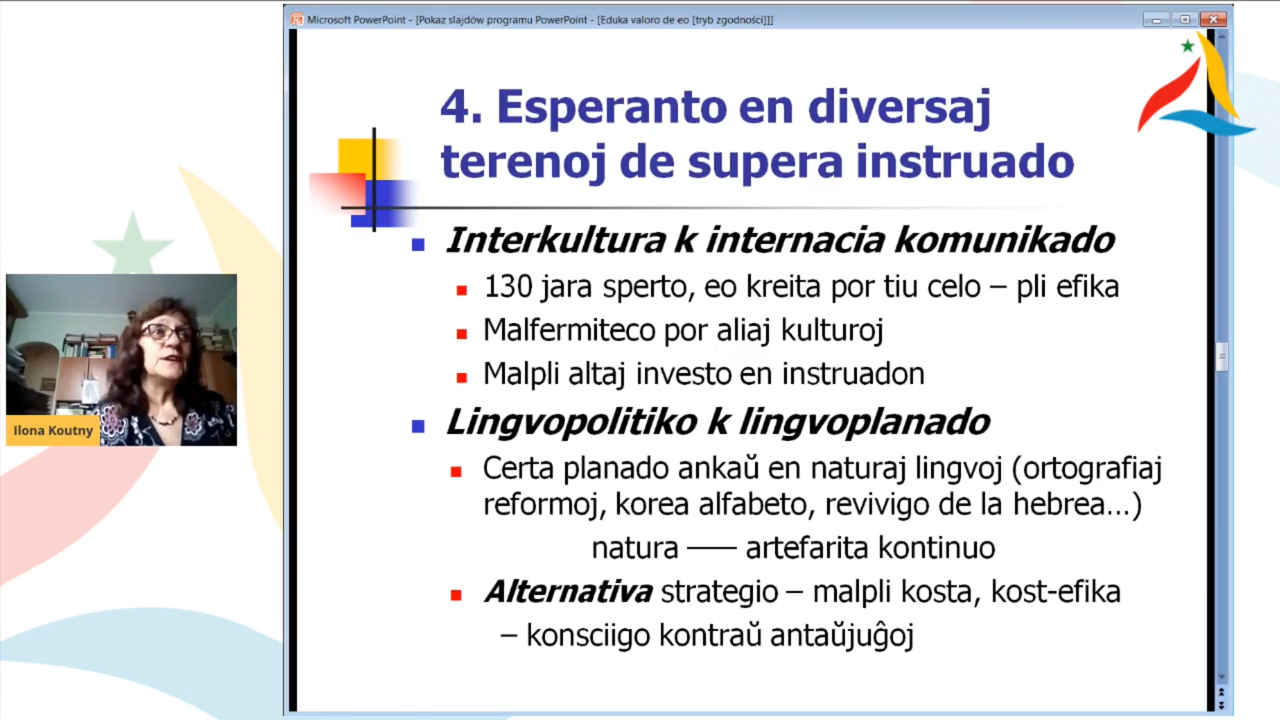 Microsoft PowerPoint - [Pokaz slajdów programu PowerPoint - [Eduka valoro de eo [tryb zgodności]]]
4. Esperanto en diversaj
terenoj de supera instruado
Interkultura k internacia komunikado
130 jara sperto, eo kreita por tiu celo – pli efika
Malfermiteco por aliaj kulturoj
Malpli altaj investo en instruadon
Lingvopolitiko k lingvoplanado
Certa planado ankaŭ en naturaj lingvoj (ortografiaj
reformoj, korea alfabeto, revivigo de la hebrea...)
natura —— artefarita kontinuo
Alternativa strategio – malpli kosta, kost-efika
– konsciigo kontraŭ antaŭjuĝoj
Ilona Koutny